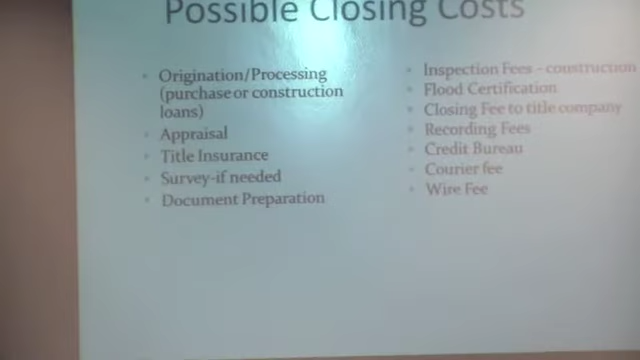 Possible Closing Costs
• Origination/Processing
(purchase or construction
loans)
• Appraisal
• Title Insurance
• Survey-if needed
• Document Preparation
• Inspection Fees - construction
• Flood Certification
• Closing Fee to title company
• Recording Fees
• Credit Bureau
• Courier fee
• Wire Fee